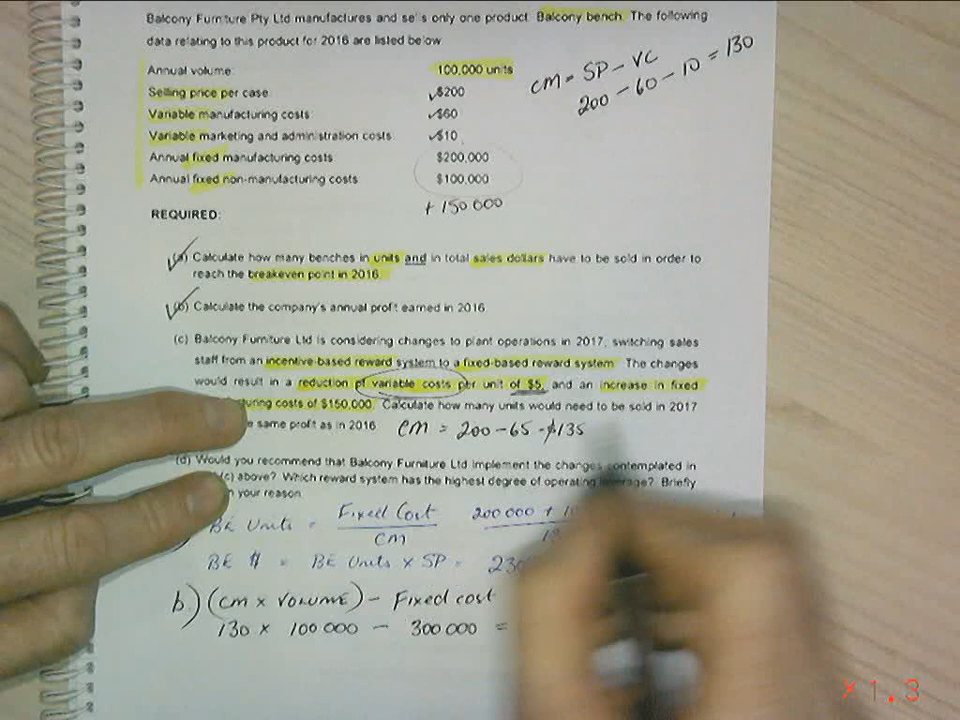 Balcony Furniture Pty Ltd manufactures and sells only one product Balcony bench. The following
data relating to this product for 2016 are listed below
Annual volume: 100,000 units
Selling price per case $200
Variable manufacturing costs $60
Variable marketing and administration costs $10
Annual fixed manufacturing costs $200,000
Annual fixed non-manufacturing costs $100,000
+ 150 000
CM = SP - VC
200 - 60 - 10 = 130
REQUIRED:
(a) Calculate how many benches in units and in total sales dollars have to be sold in order to
reach the breakeven point in 2016.
(b) Calculate the company's annual profit earned in 2016
(c) Balcony Furniture Ltd is considering changes to plant operations in 2017, switching sales
staff from an incentive-based reward system to a fixed-based reward system. The changes
would result in a reduction of variable costs per unit of $5, and an increase in fixed
turing costs of $150,000. Calculate how many units would need to be sold in 2017
same profit as in 2016. CM = 200 - 65 - $135
(d) Would you recommend that Balcony Furniture Ltd implement the changes contemplated in
(c) above? Which reward system has the highest degree of operating leverage? Briefly
your reason
BE Units = Fixed Cost / CM 200 000 +
BE $ = BE Units x SP =
b.) (CM x VOLUME) - Fixed cost
130 x 100 000 - 300 000 =
x1.3